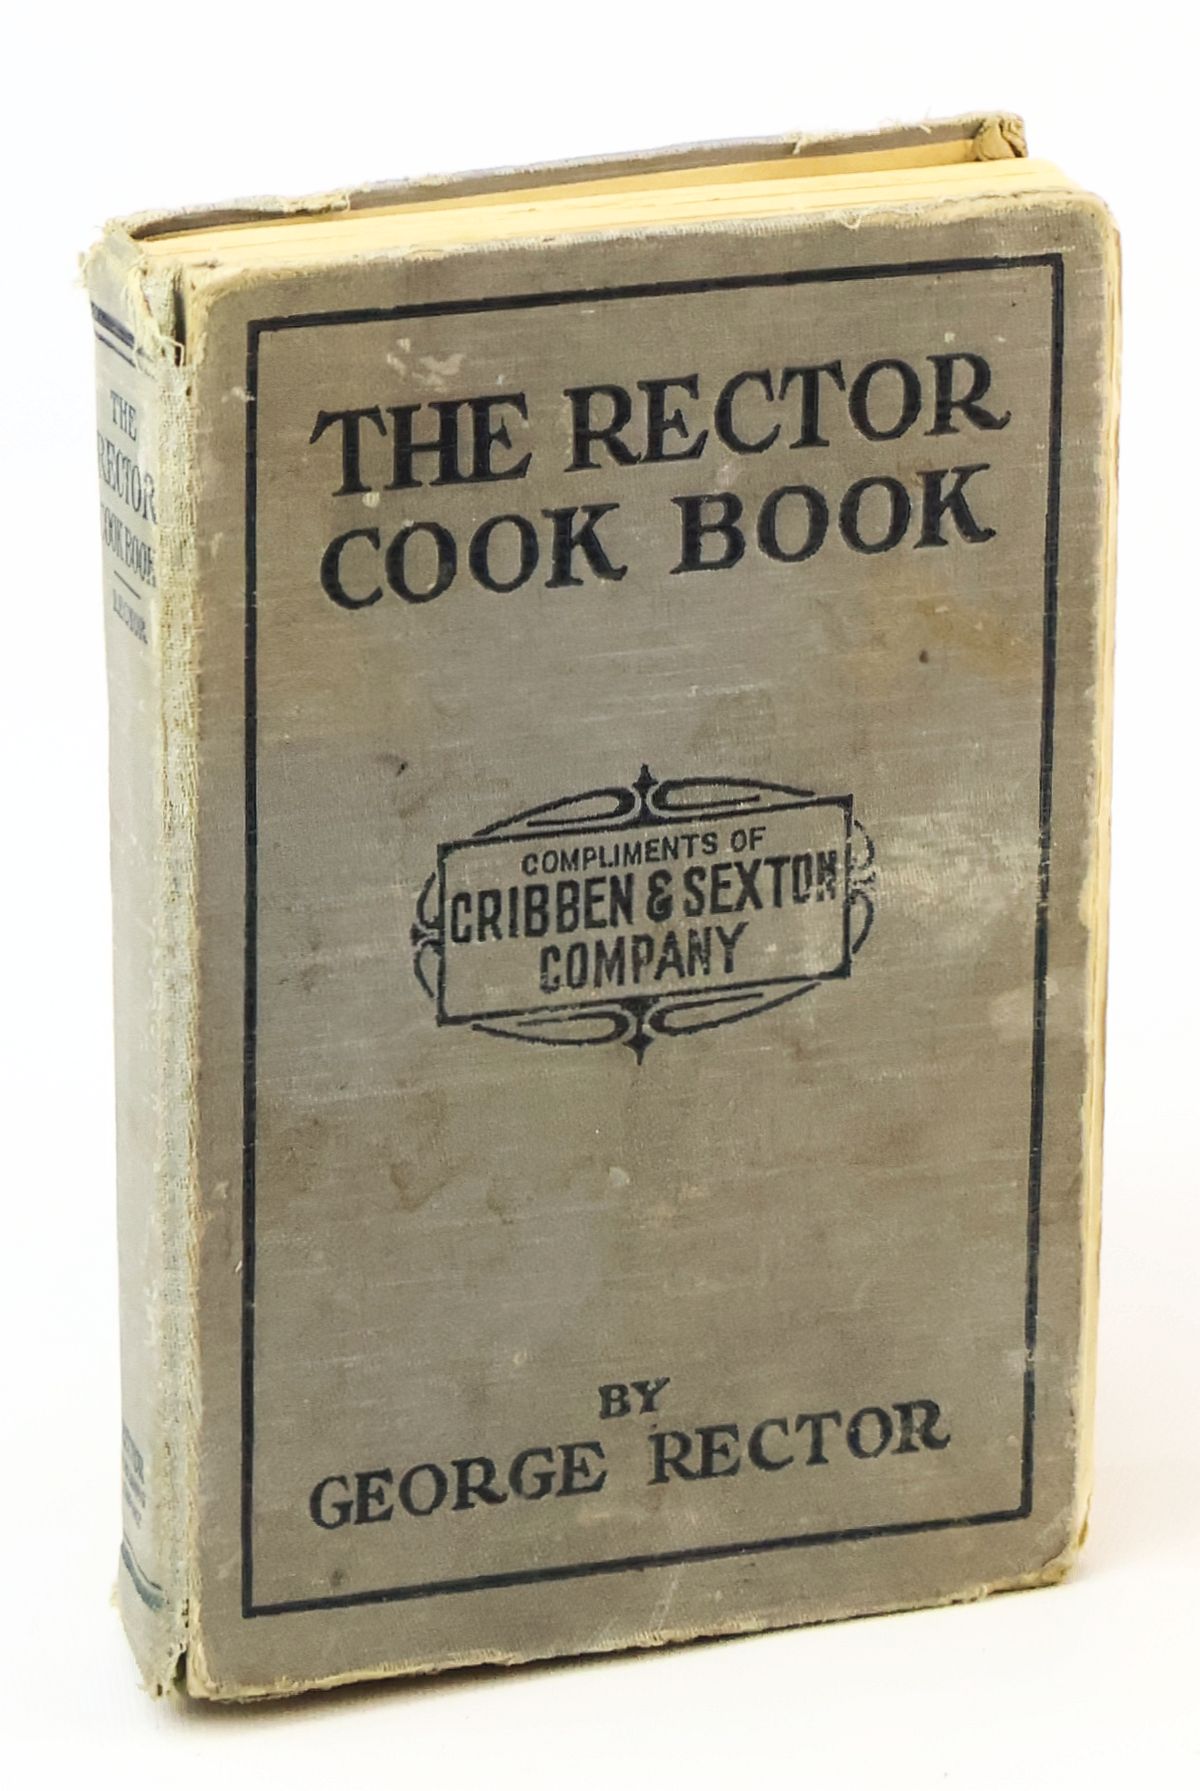 THE RECTOR
COOK BOOK
COMPLIMENTS OF
CRIBBEN & SEXTON
COMPANY
BY
GEORGE RECTOR
THE
RECTOR
COOK BOOK
RECTOR